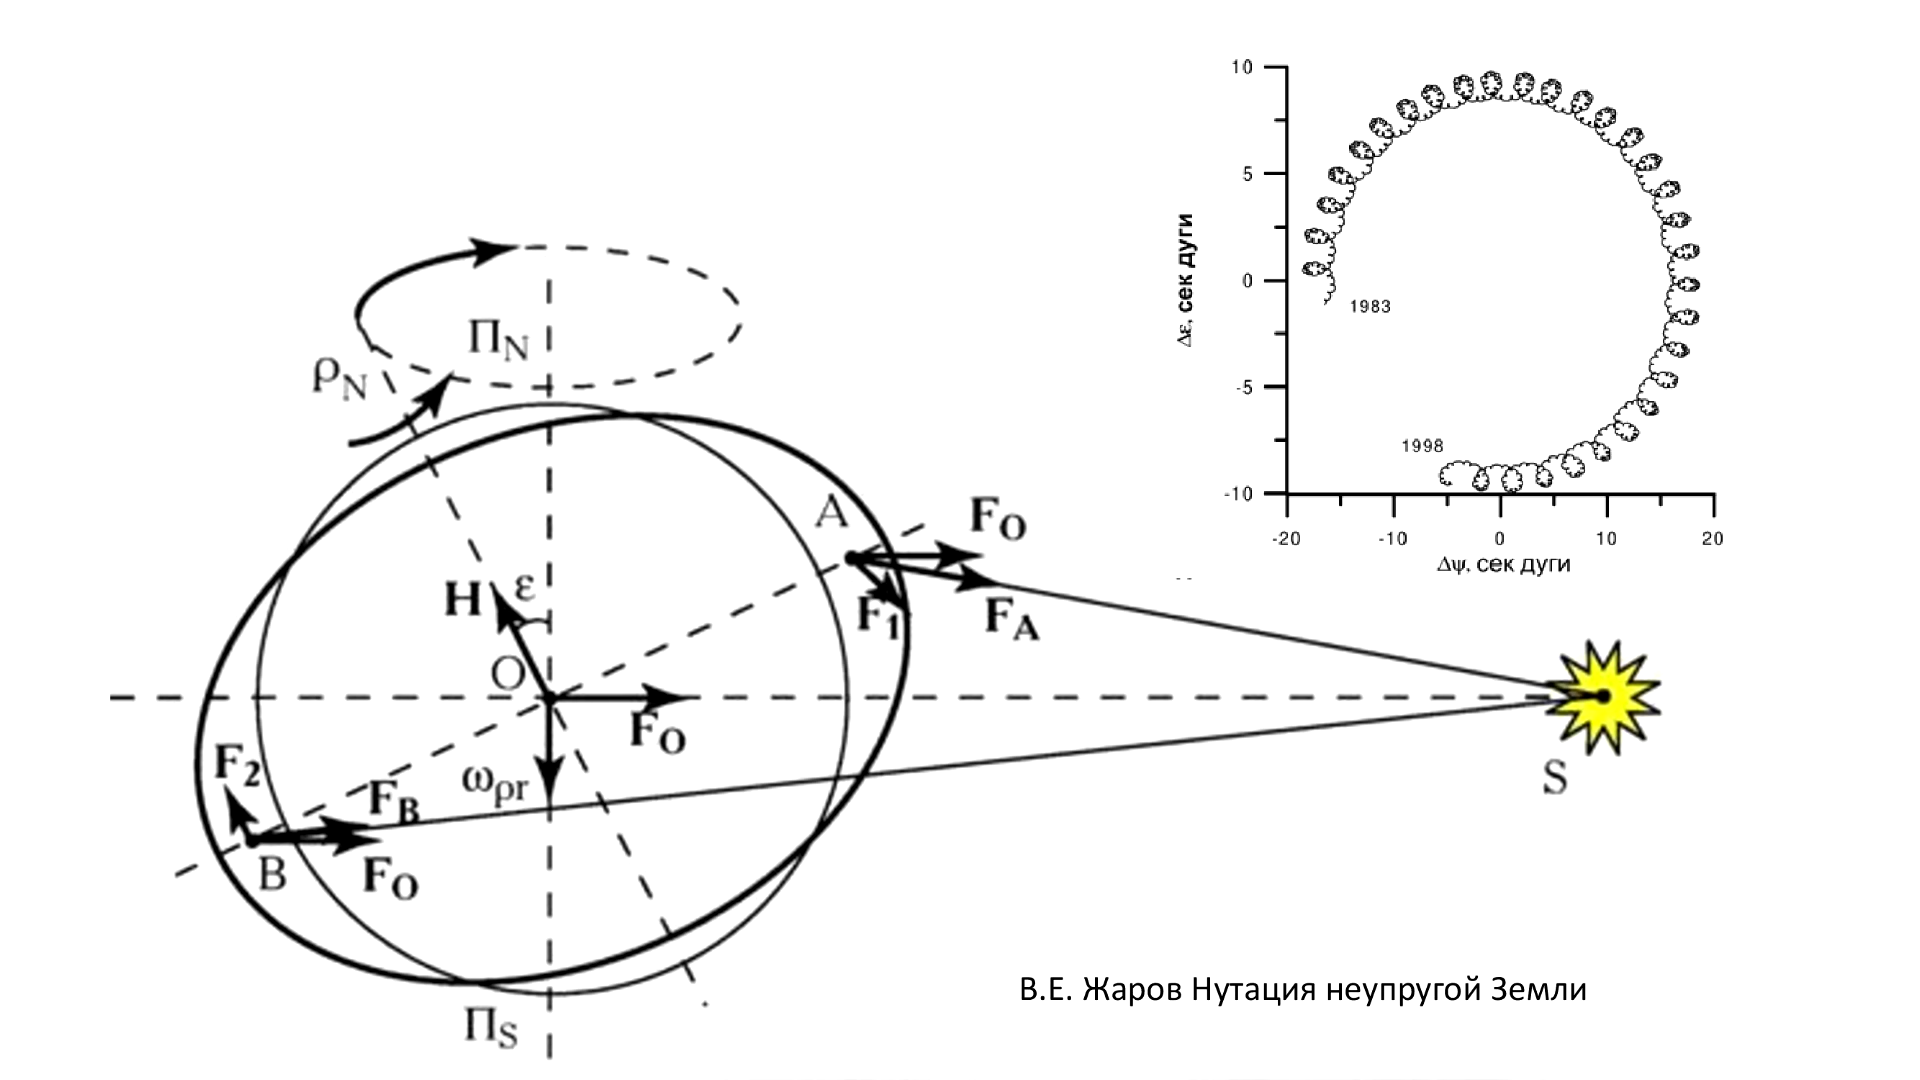 10
5
0
-5
-10
Δε, сек дуги
1983
1998
-20 -10 0 10 20
Δψ, сек дуги
Π_N
ρ_N
A
F_O
H ε
F_1 F_A
O
F_O
F_2
ω_ρr
F_B
S
B F_O
В.Е. Жаров Нутация неупругой Земли
Π_S